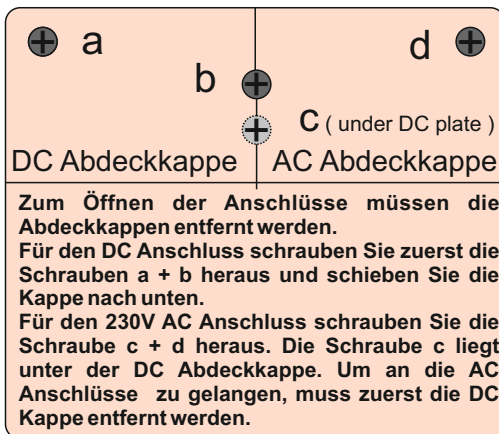 a
d
b
c ( under DC plate )
DC Abdeckkappe
AC Abdeckkappe
Zum Öffnen der Anschlüsse müssen die
Abdeckkappen entfernt werden.
Für den DC Anschluss schrauben Sie zuerst die
Schrauben a + b heraus und schieben Sie die
Kappe nach unten.
Für den 230V AC Anschluss schrauben Sie die
Schraube c + d heraus. Die Schraube c liegt
unter der DC Abdeckkappe. Um an die AC
Anschlüsse zu gelangen, muss zuerst die DC
Kappe entfernt werden.